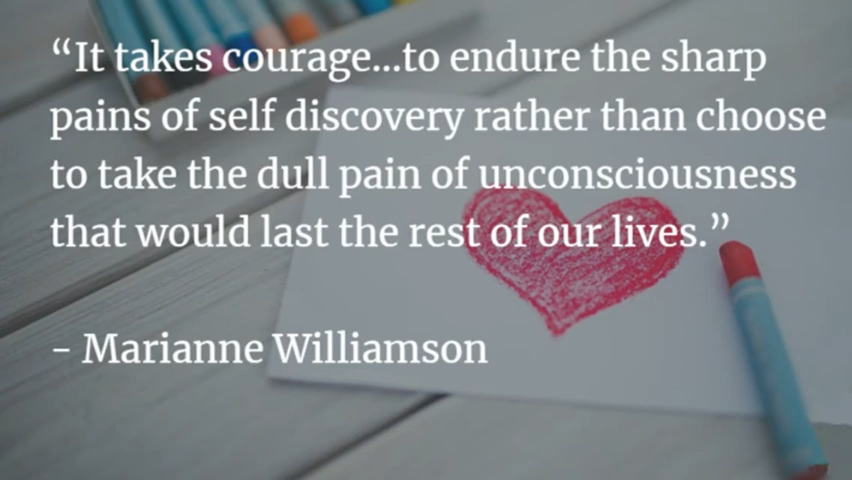 “It takes courage...to endure the sharp
pains of self discovery rather than choose
to take the dull pain of unconsciousness
that would last the rest of our lives.”
- Marianne Williamson